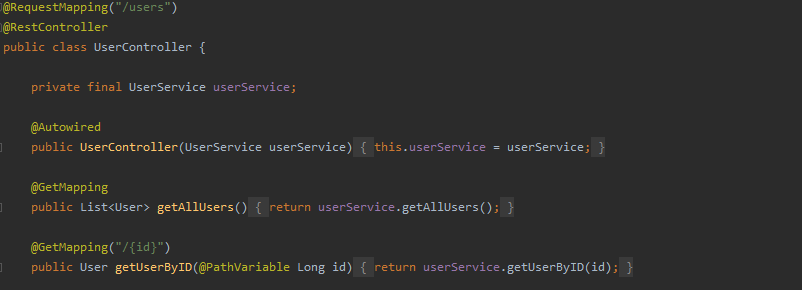 @RequestMapping("/users")
@RestController
public class UserController {
private final UserService userService;
@Autowired
public UserController(UserService userService) { this.userService = userService; }
@GetMapping
public List<User> getAllUsers() { return userService.getAllUsers(); }
@GetMapping("/{id}")
public User getUserByID(@PathVariable Long id) { return userService.getUserByID(id); }